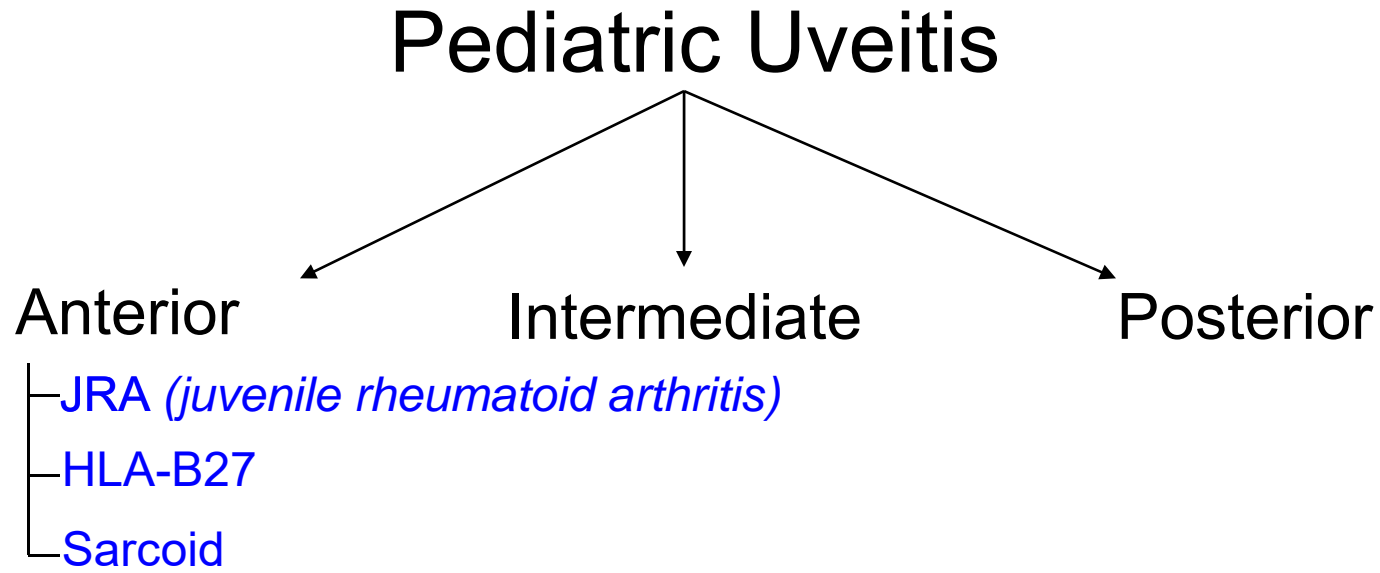 Pediatric Uveitis
Anterior
Intermediate
Posterior
JRA (juvenile rheumatoid arthritis)
HLA-B27
Sarcoid